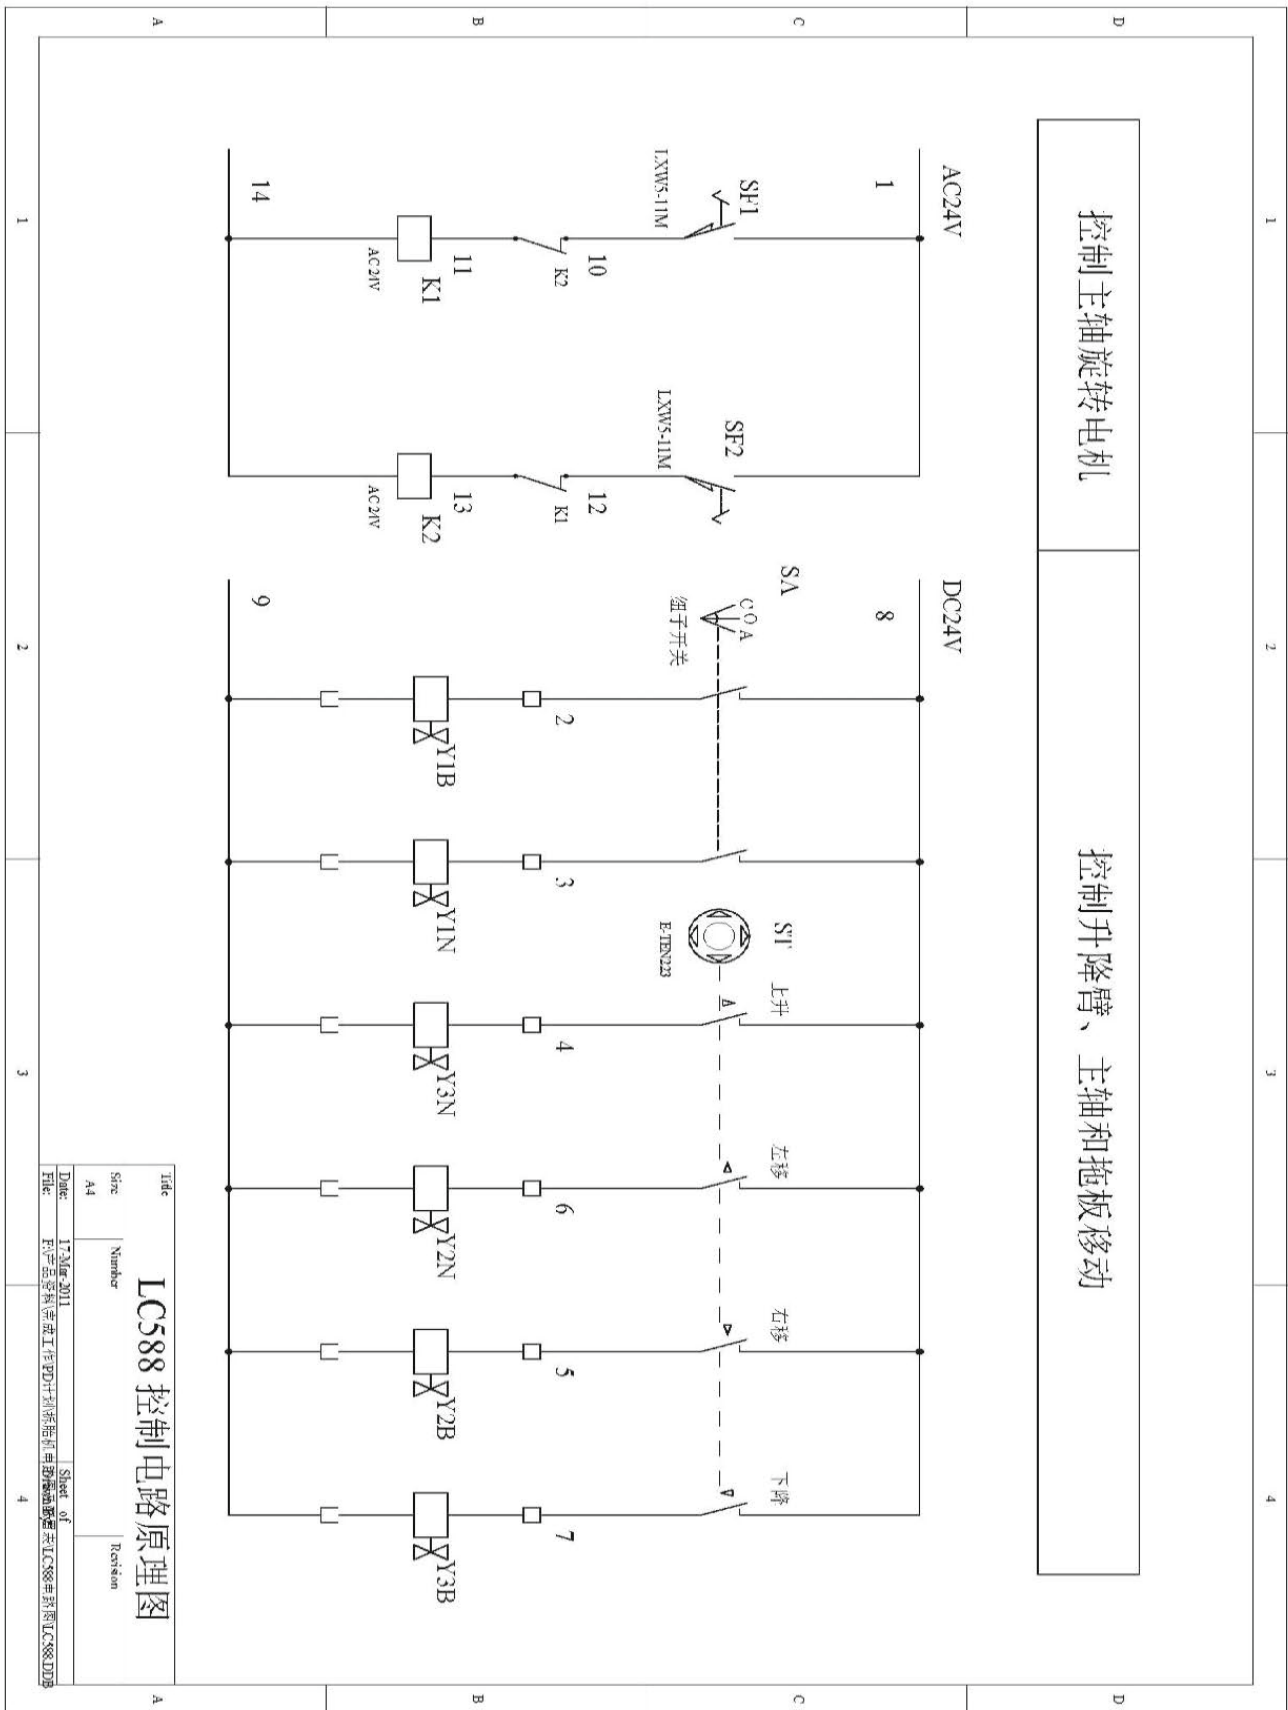 1 2 3 4
D
D
控制主轴旋转电机
控制升降臂、主轴和拖板移动
AC24V
DC24V
1
8
C
C
SF1
SF2
SA
ST
上升
左移
右移
下降
C O A
LXW5-11M
LXW5-11M
纽子开关
E-TEN223
10
K2
12
K1
2
3
4
6
5
7
B
B
11
13
K1
K2
Y1B
Y1N
Y3N
Y2N
Y2B
Y3B
AC24V
AC24V
14
9
A
A
Title
LC588 控制电路原理图
Size
Number
Revision
A4
Date:
17-Mar-2011
Sheet of
File:
1 2 3 4